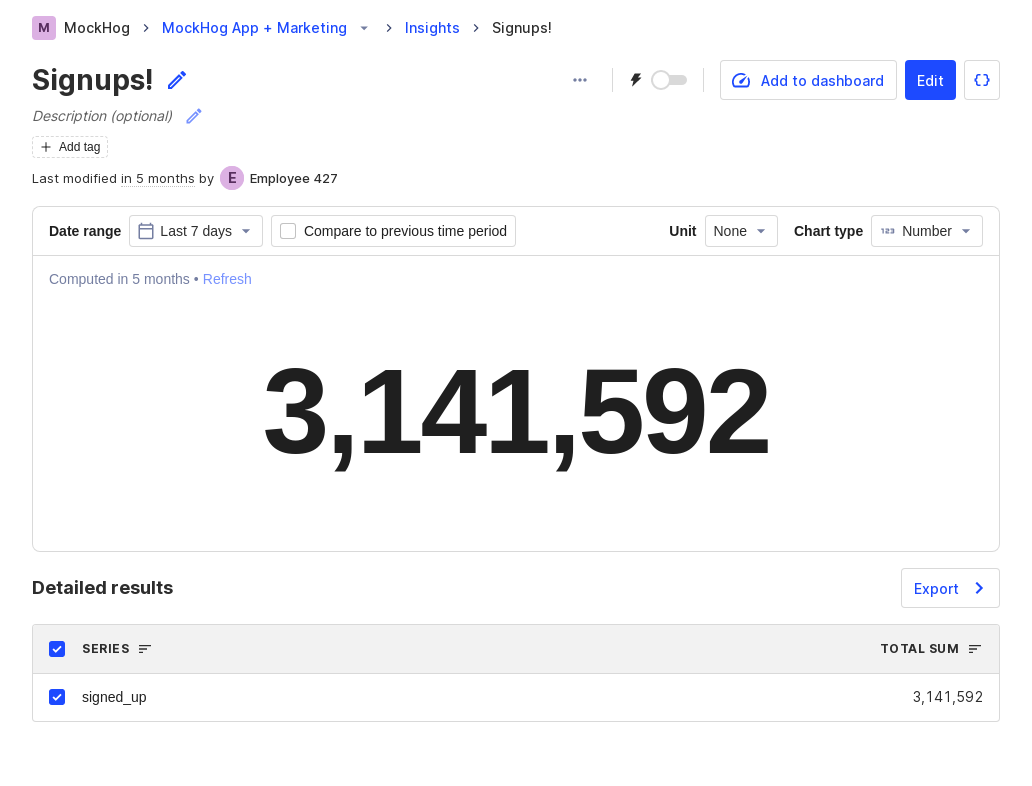 M MockHog MockHog App + Marketing Insights Signups!
Signups! Add to dashboard Edit
Description (optional)
Add tag
Last modified in 5 months by E Employee 427
Date range Last 7 days Compare to previous time period Unit None Chart type 123 Number
Computed in 5 months • Refresh
3,141,592
Detailed results Export
SERIES TOTAL SUM
signed_up 3,141,592